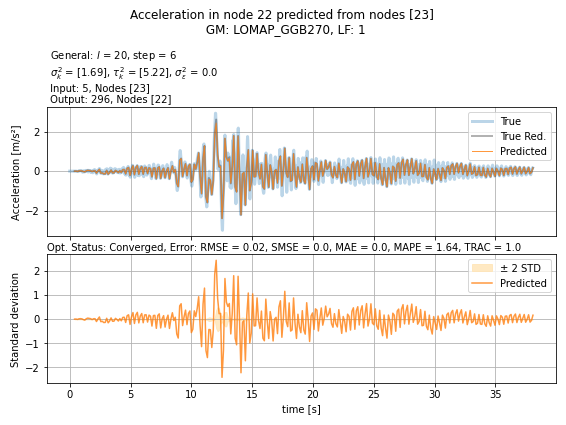 Acceleration in node 22 predicted from nodes [23]
GM: LOMAP_GGB270, LF: 1
General: l = 20, step = 6
σ²ₖ = [1.69], τ²ₖ = [5.22], σ²ε = 0.0
Input: 5, Nodes [23]
Output: 296, Nodes [22]
Acceleration [m/s²]
2
0
−2
True
True Red.
Predicted
Opt. Status: Converged, Error: RMSE = 0.02, SMSE = 0.0, MAE = 0.0, MAPE = 1.64, TRAC = 1.0
Standard deviation
2
1
0
−1
−2
± 2 STD
Predicted
0 5 10 15 20 25 30 35
time [s]